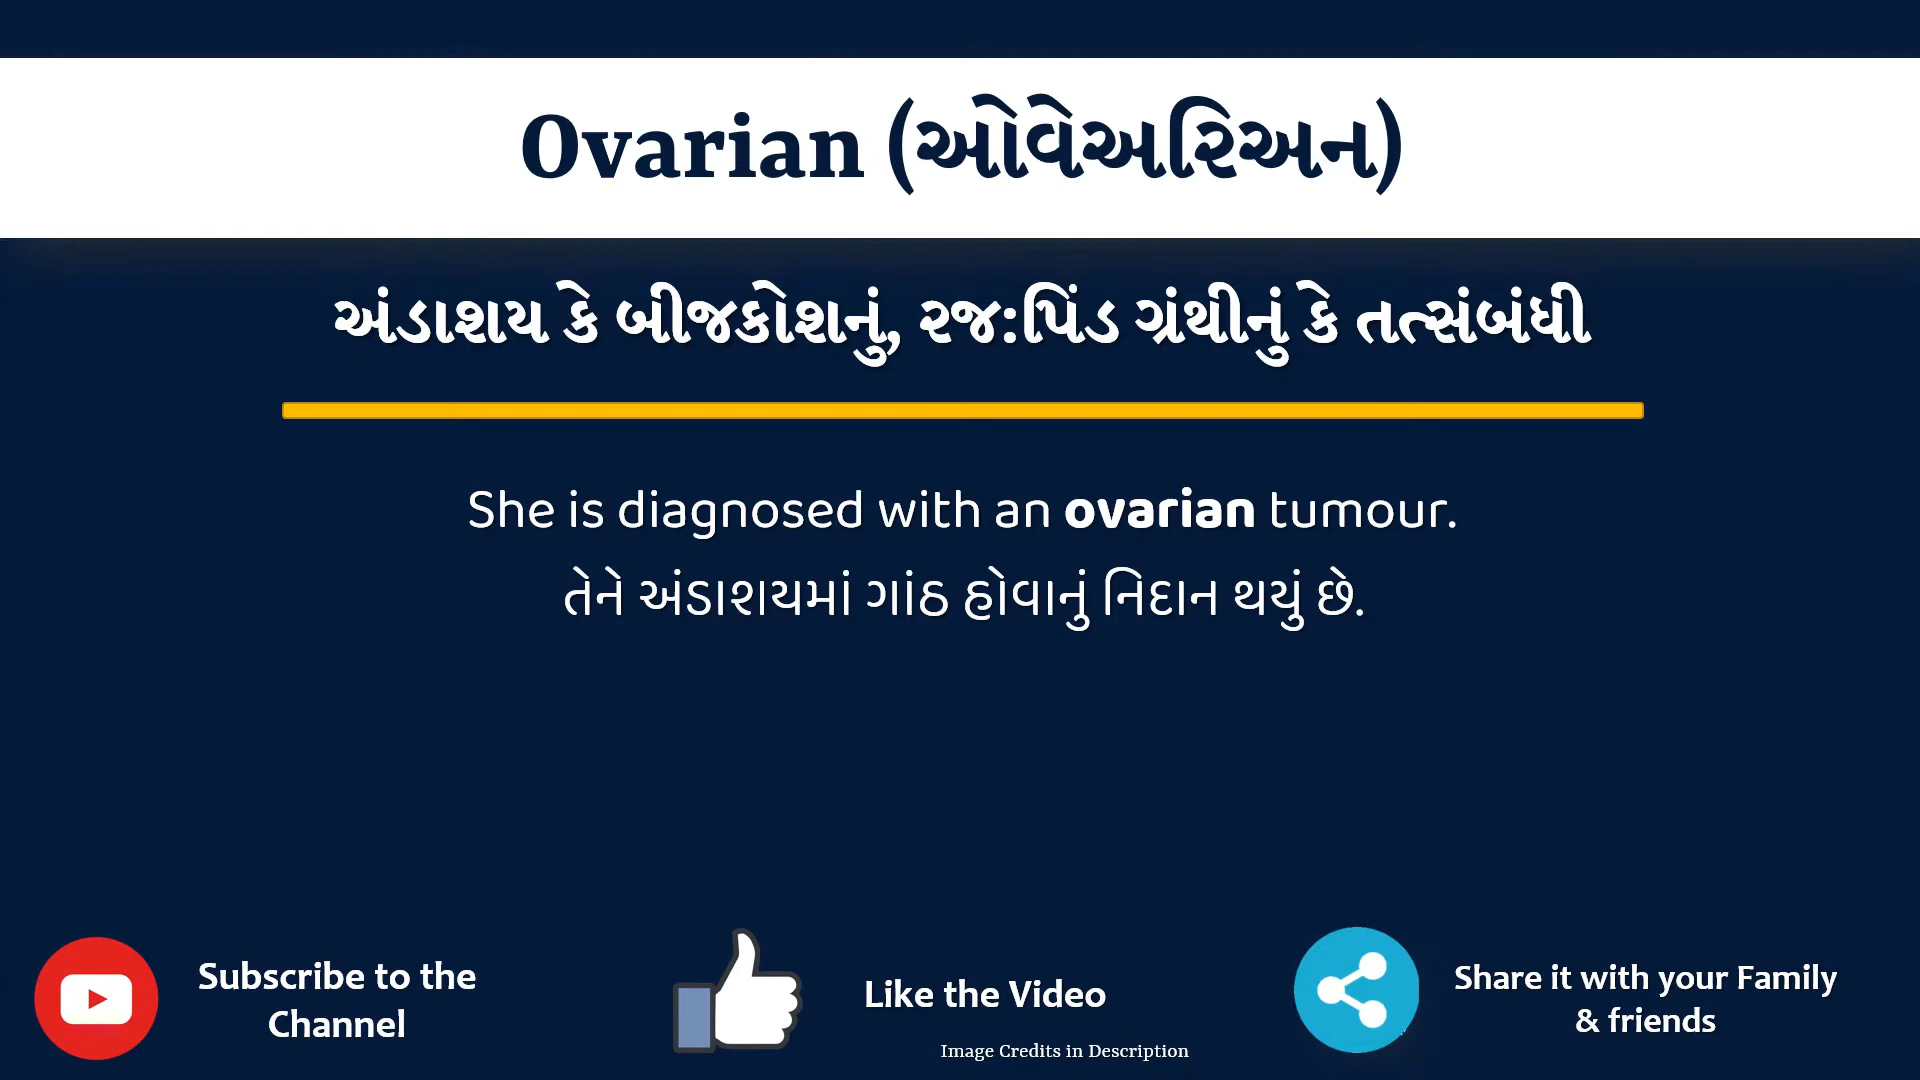 Ovarian (ઓવેઅરિઅન)
અંડાશય કે બીજકોશનું, રજ:પિંડ ગ્રંથીનું કે તત્સંબંધી
She is diagnosed with an ovarian tumour.
તેને અંડાશયમાં ગાંઠ હોવાનું નિદાન થયું છે.
Subscribe to the
Channel
Like the Video
Share it with your Family
& friends
Image Credits in Description